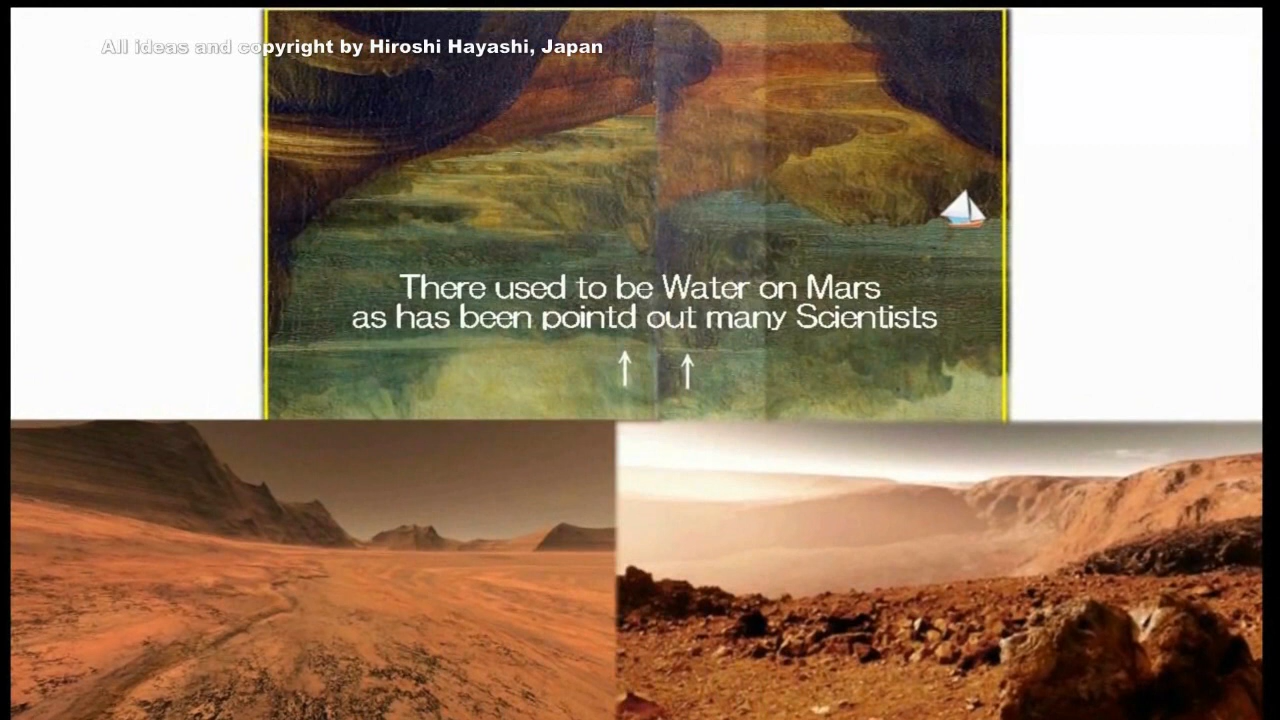 All ideas and copyright by Hiroshi Hayashi, Japan
There used to be Water on Mars
as has been pointd out many Scientists